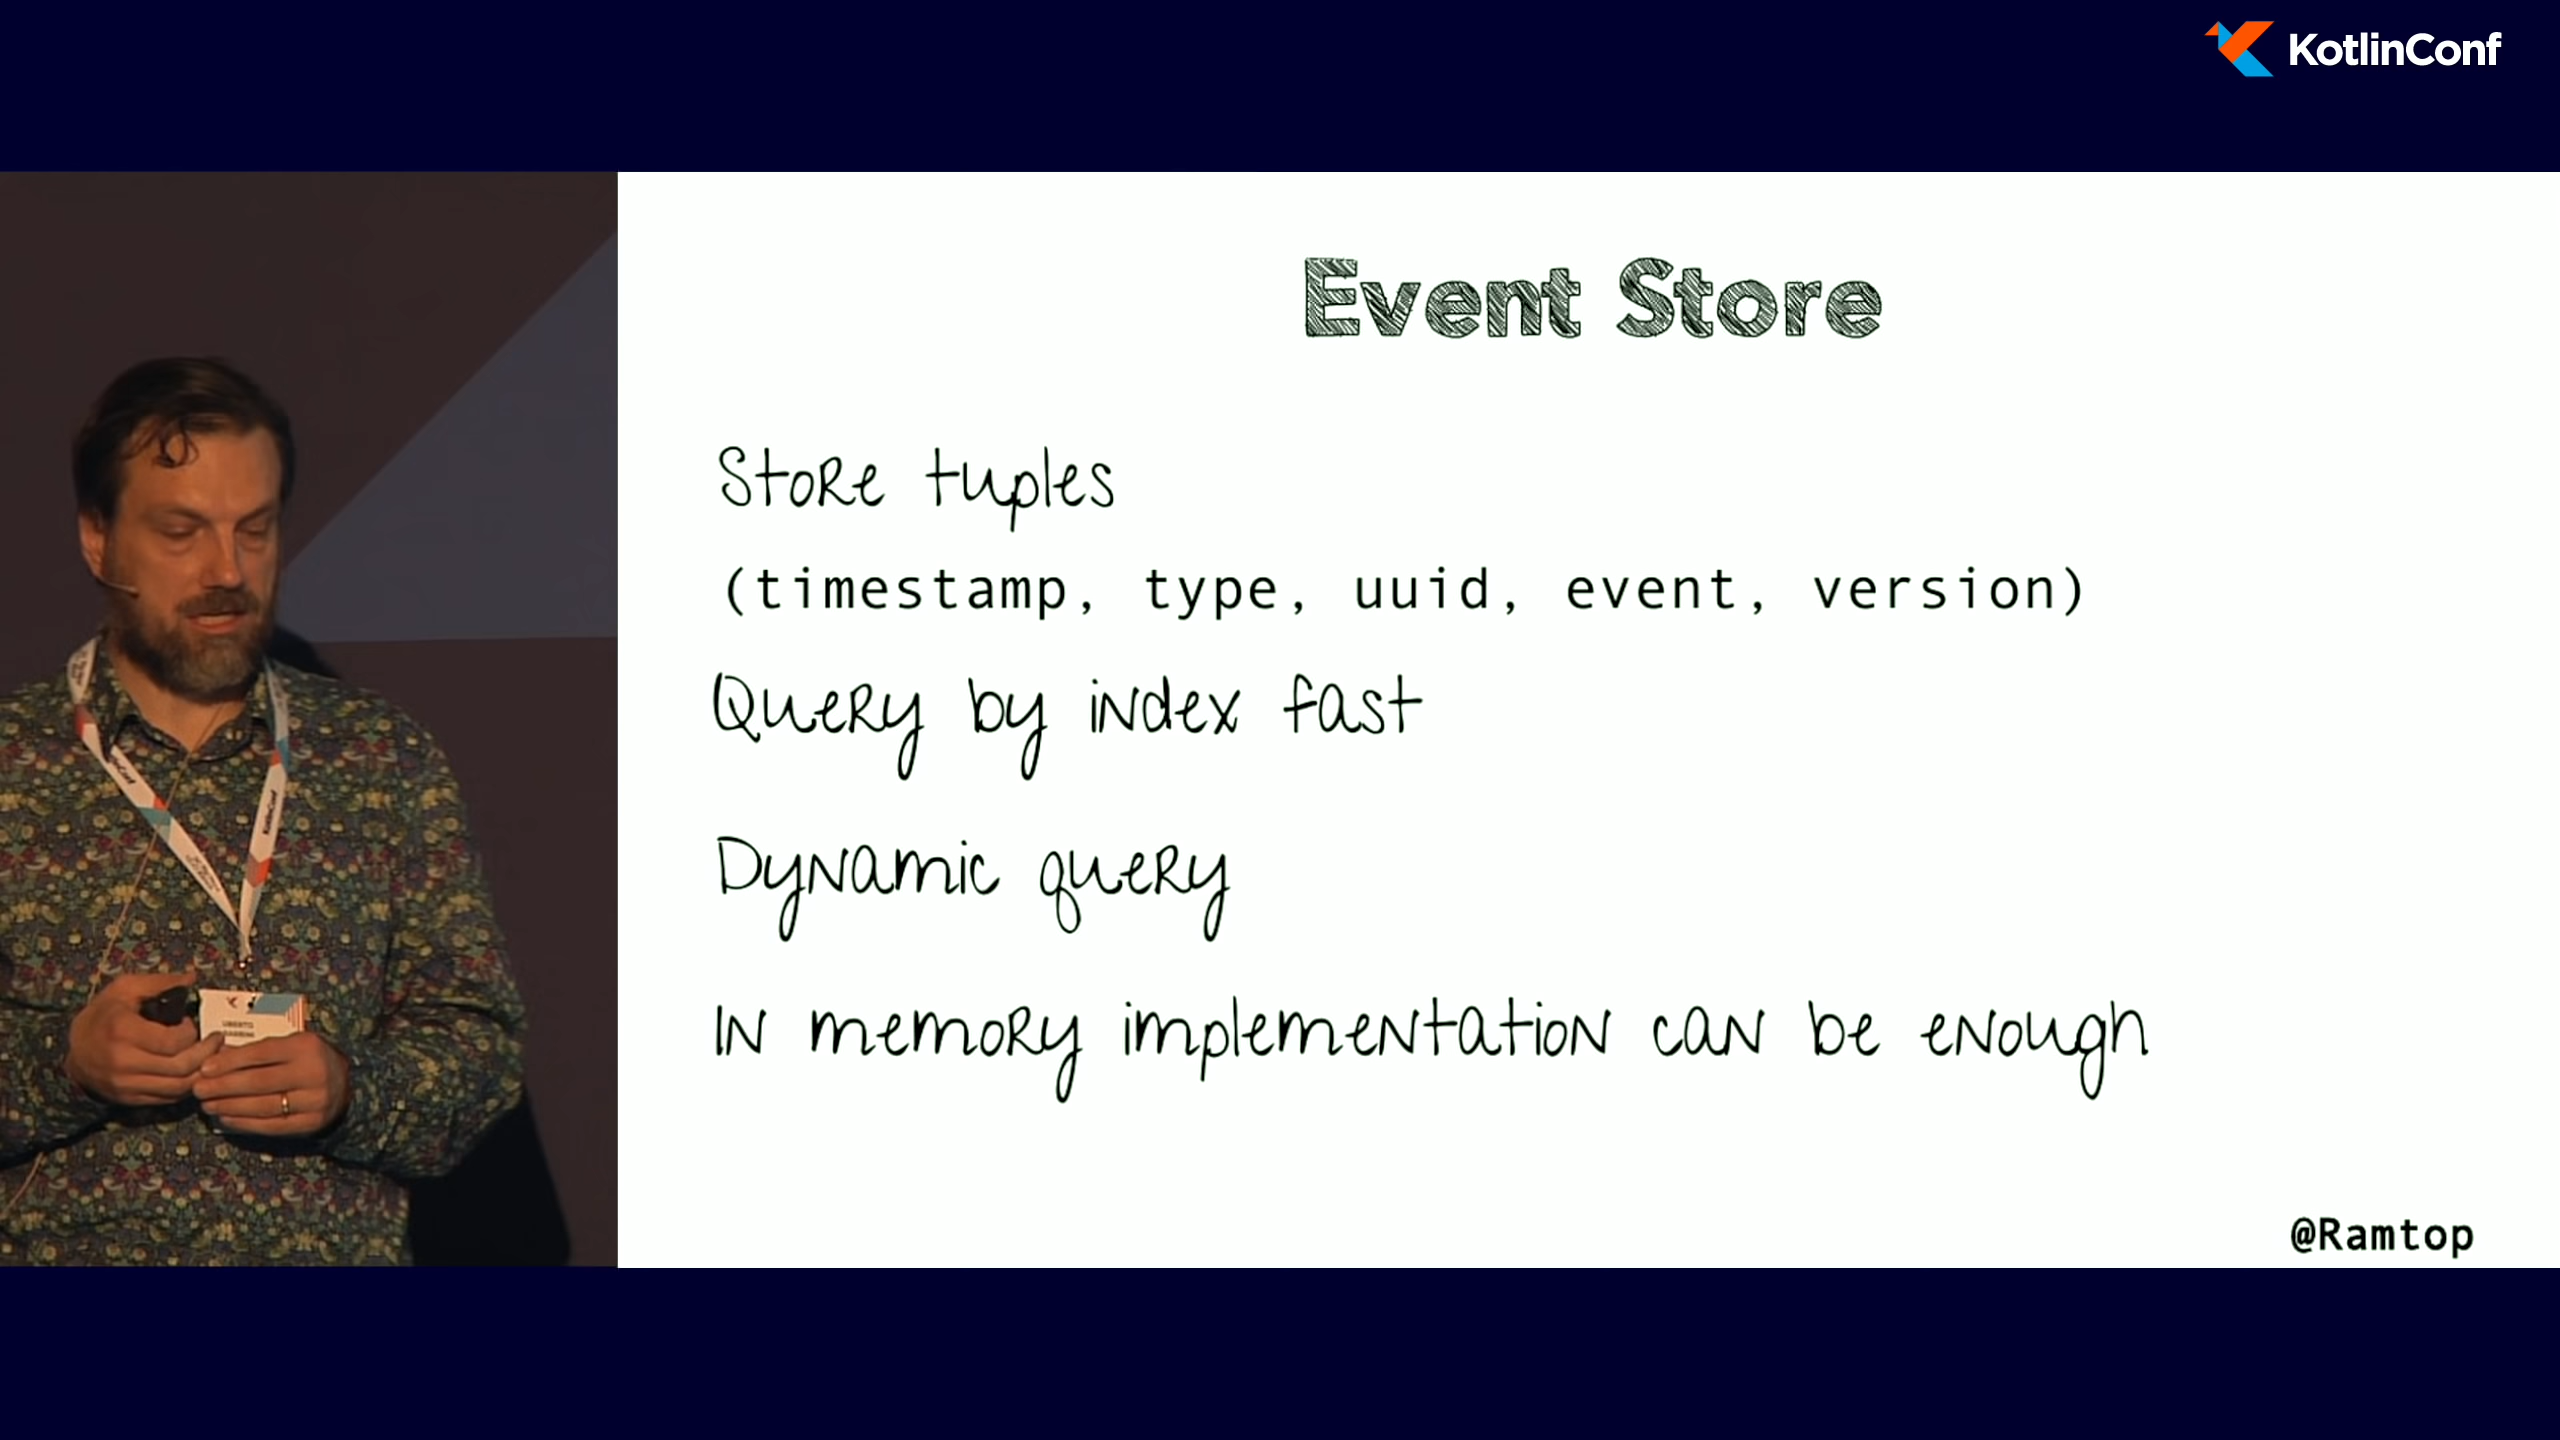 KotlinConf
Event Store
Store tuples
(timestamp, type, uuid, event, version)
Query by index fast
Dynamic query
In memory implementation can be enough
@Ramtop